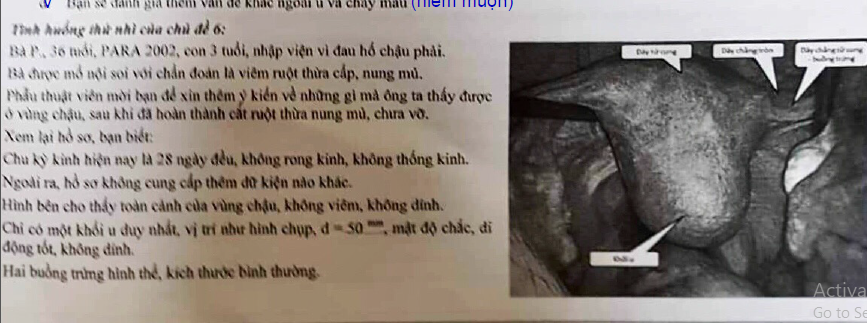 Bạn sẽ đánh giá thêm vấn đề khác ngoài u và chảy máu (hiếm muộn)
Tình huống thứ nhì của chủ đề 6:
Bà P., 36 tuổi, PARA 2002, con 3 tuổi, nhập viện vì đau hố chậu phải.
Bà được mổ nội soi với chẩn đoán là viêm ruột thừa cấp, nung mủ.
Phẫu thuật viên mời bạn để xin thêm ý kiến về những gì mà ông ta thấy được
ở vùng chậu, sau khi đã hoàn thành cắt ruột thừa nung mủ, chưa vỡ.
Xem lại hồ sơ, bạn biết:
Chu kỳ kinh hiện nay là 28 ngày đều, không rong kinh, không thống kinh.
Ngoài ra, hồ sơ không cung cấp thêm dữ kiện nào khác.
Hình bên cho thấy toàn cảnh của vùng chậu, không viêm, không dính.
Chỉ có một khối u duy nhất, vị trí như hình chụp, d = 50 mm, mật độ chắc, di
động tốt, không dính.
Hai buồng trứng hình thể, kích thước bình thường.
Đáy tử cung
Dây chằng tròn
Dây chằng tử cung
- buồng trứng
Khối u
Activa
Go to Se